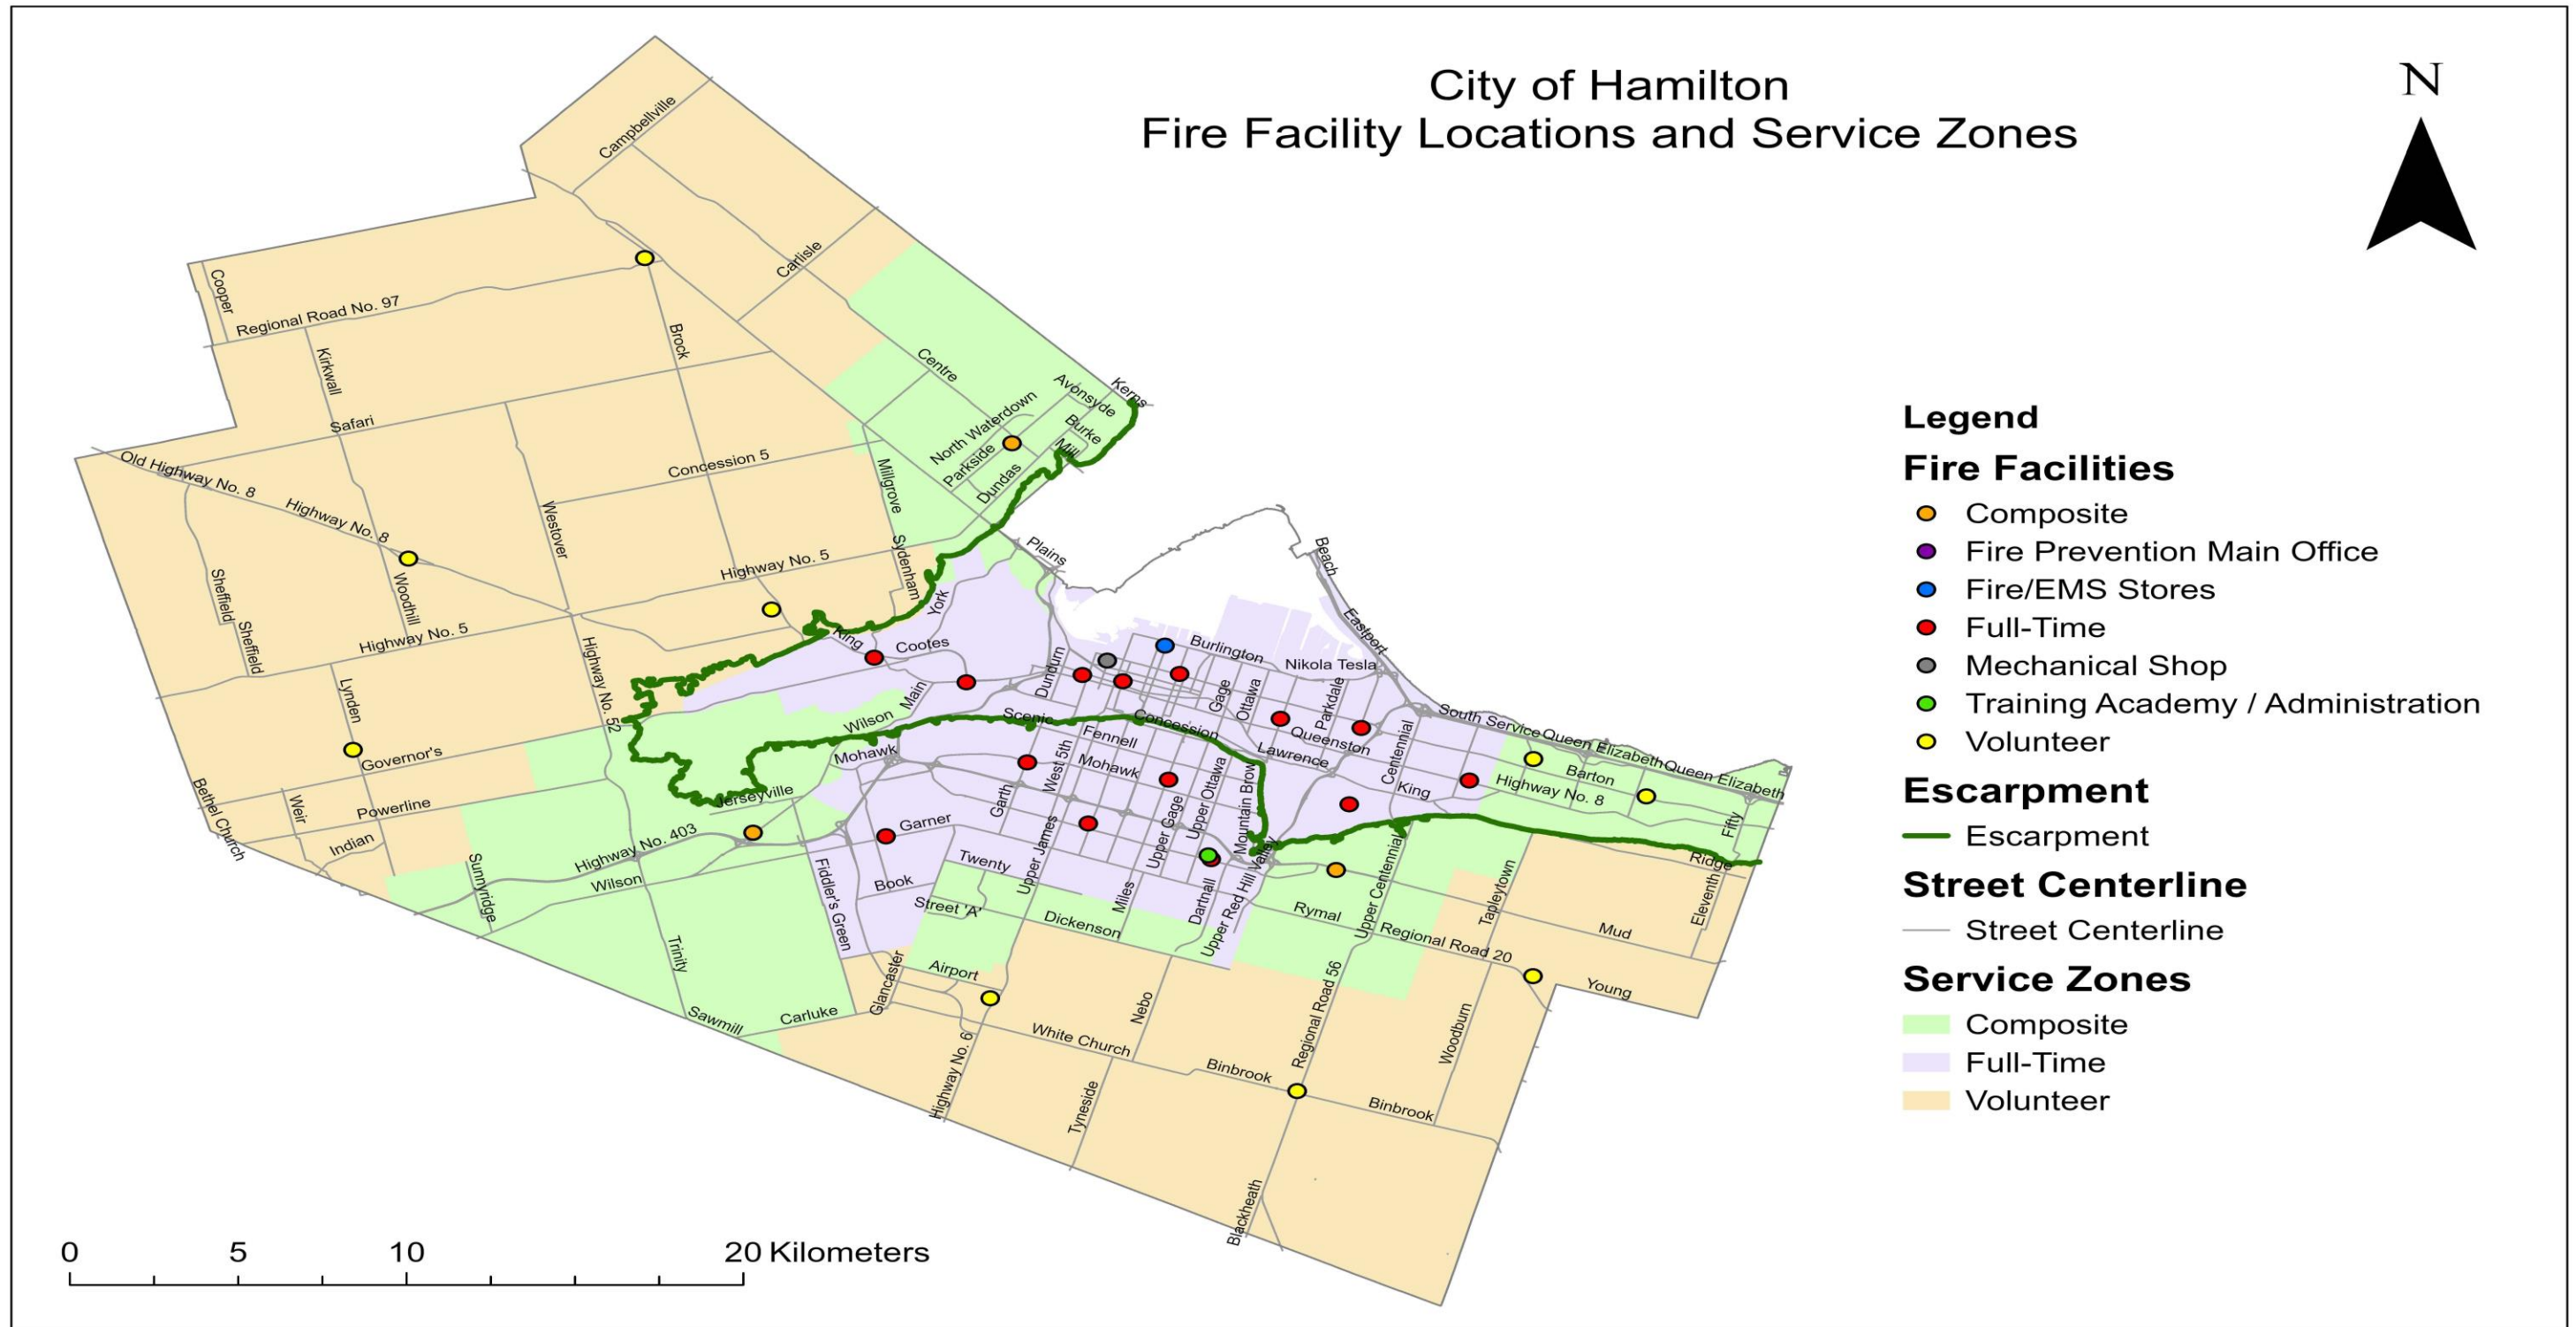 City of Hamilton
Fire Facility Locations and Service Zones
N
Campbellville
Carlisle
Cooper
Regional Road No. 97
Kirkwall
Brock
Safari
Centre
Avonsyde
Kerns
North Waterdown
Burke
Parkside
Mill
Dundas
Concession 5
Millgrove
Old Highway No. 8
Highway No. 8
Westover
Sydenham
Plains
Beach
Highway No. 5
Sheffield
Woodhill
Sheffield
Highway No. 5
York
King
Cootes
Eastport
Burlington
Nikola Tesla
Lynden
Highway No. 52
Dundurn
Main
Wilson
Gage
Ottawa
Parkdale
Scenic
Concession
Queenston
Centennial
South Service
Queen Elizabeth
Queen Elizabeth
Governor's
Mohawk
Fennell
West 5th
Mohawk
Lawrence
King
Barton
Highway No. 8
Bethel Church
Weir
Powerline
Indian
Jerseyville
Garth
Upper Ottawa
Mountain Brow
Upper Gage
Fifty
Highway No. 403
Garner
Upper James
Twenty
Wilson
Sunnyridge
Fiddler's Green
Book
Street 'A'
Dickenson
Miles
Dartnall
Upper Red Hill Valley
Rymal
Upper Centennial
Tapleytown
Ridge
Eleventh
Regional Road 20
Mud
Young
Trinity
Airport
Glancaster
Sawmill
Carluke
Highway No. 6
White Church
Nebo
Tyneside
Regional Road 56
Woodburn
Binbrook
Binbrook
Blackheath
Legend
Fire Facilities
Composite
Fire Prevention Main Office
Fire/EMS Stores
Full-Time
Mechanical Shop
Training Academy / Administration
Volunteer
Escarpment
Escarpment
Street Centerline
Street Centerline
Service Zones
Composite
Full-Time
Volunteer
0 5 10 20 Kilometers